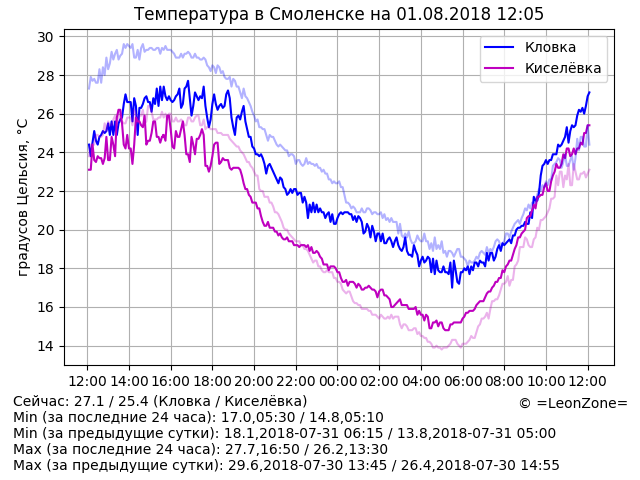 Температура в Смоленске на 01.08.2018 12:05
30
28
26
24
22
20
18
16
14
градусов Цельсия, °C
Кловка
Киселёвка
12:00 14:00 16:00 18:00 20:00 22:00 00:00 02:00 04:00 06:00 08:00 10:00 12:00
Сейчас: 27.1 / 25.4 (Кловка / Киселёвка)
© =LeonZone=
Min (за последние 24 часа): 17.0,05:30 / 14.8,05:10
Min (за предыдущие сутки): 18.1,2018-07-31 06:15 / 13.8,2018-07-31 05:00
Max (за последние 24 часа): 27.7,16:50 / 26.2,13:30
Max (за предыдущие сутки): 29.6,2018-07-30 13:45 / 26.4,2018-07-30 14:55